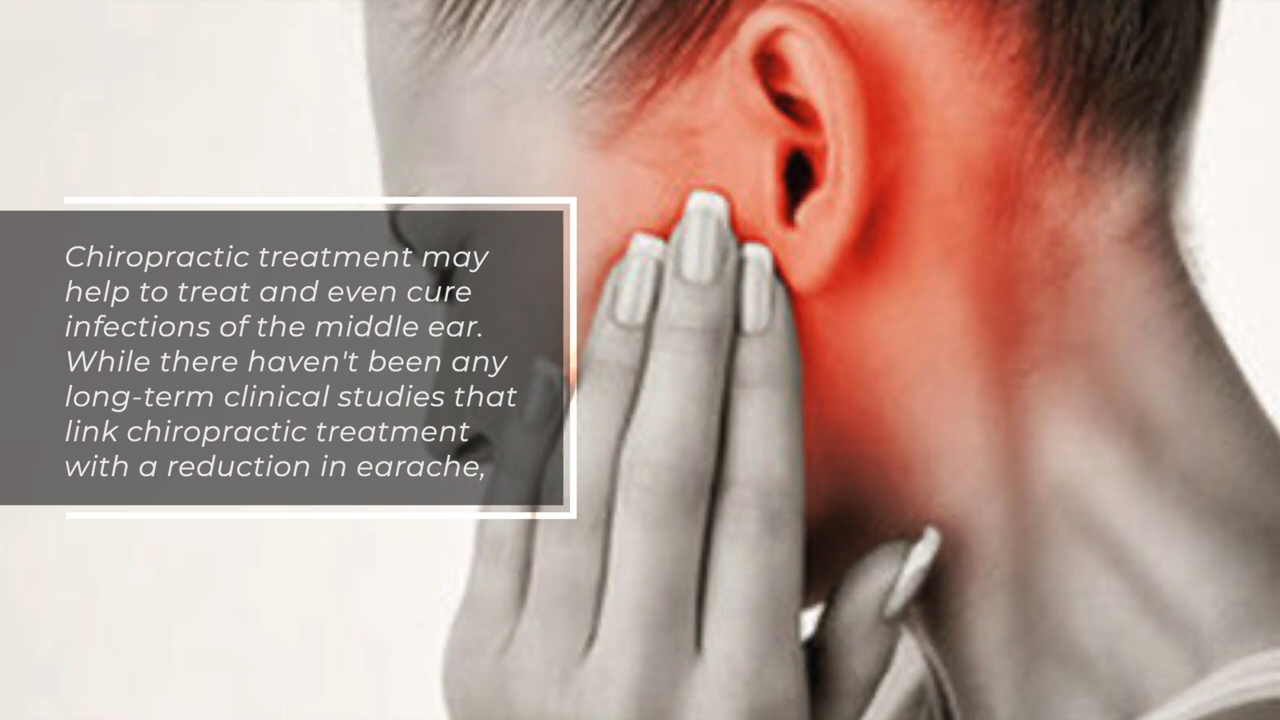 Chiropractic treatment may
help to treat and even cure
infections of the middle ear.
While there haven't been any
long-term clinical studies that
link chiropractic treatment
with a reduction in earache,